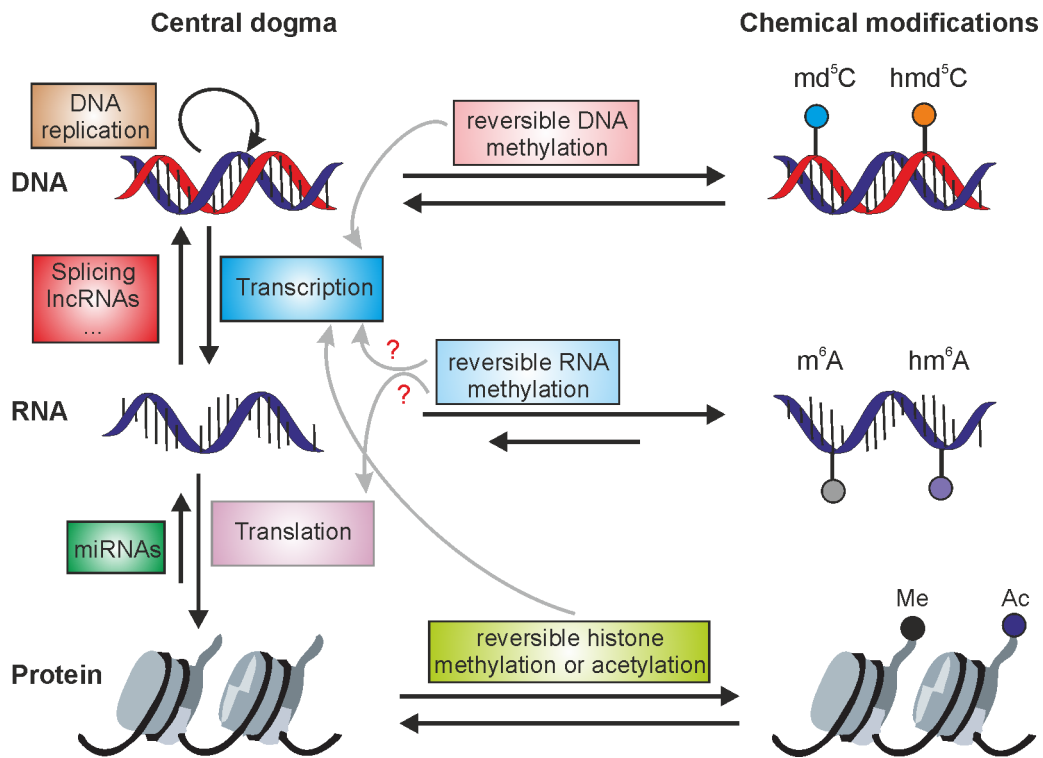 Central dogma
Chemical modifications
DNA
replication
reversible DNA
methylation
md⁵C
hmd⁵C
DNA
Splicing
lncRNAs
...
Transcription
?
?
reversible RNA
methylation
m⁶A
hm⁶A
RNA
miRNAs
Translation
reversible histone
methylation or acetylation
Me
Ac
Protein